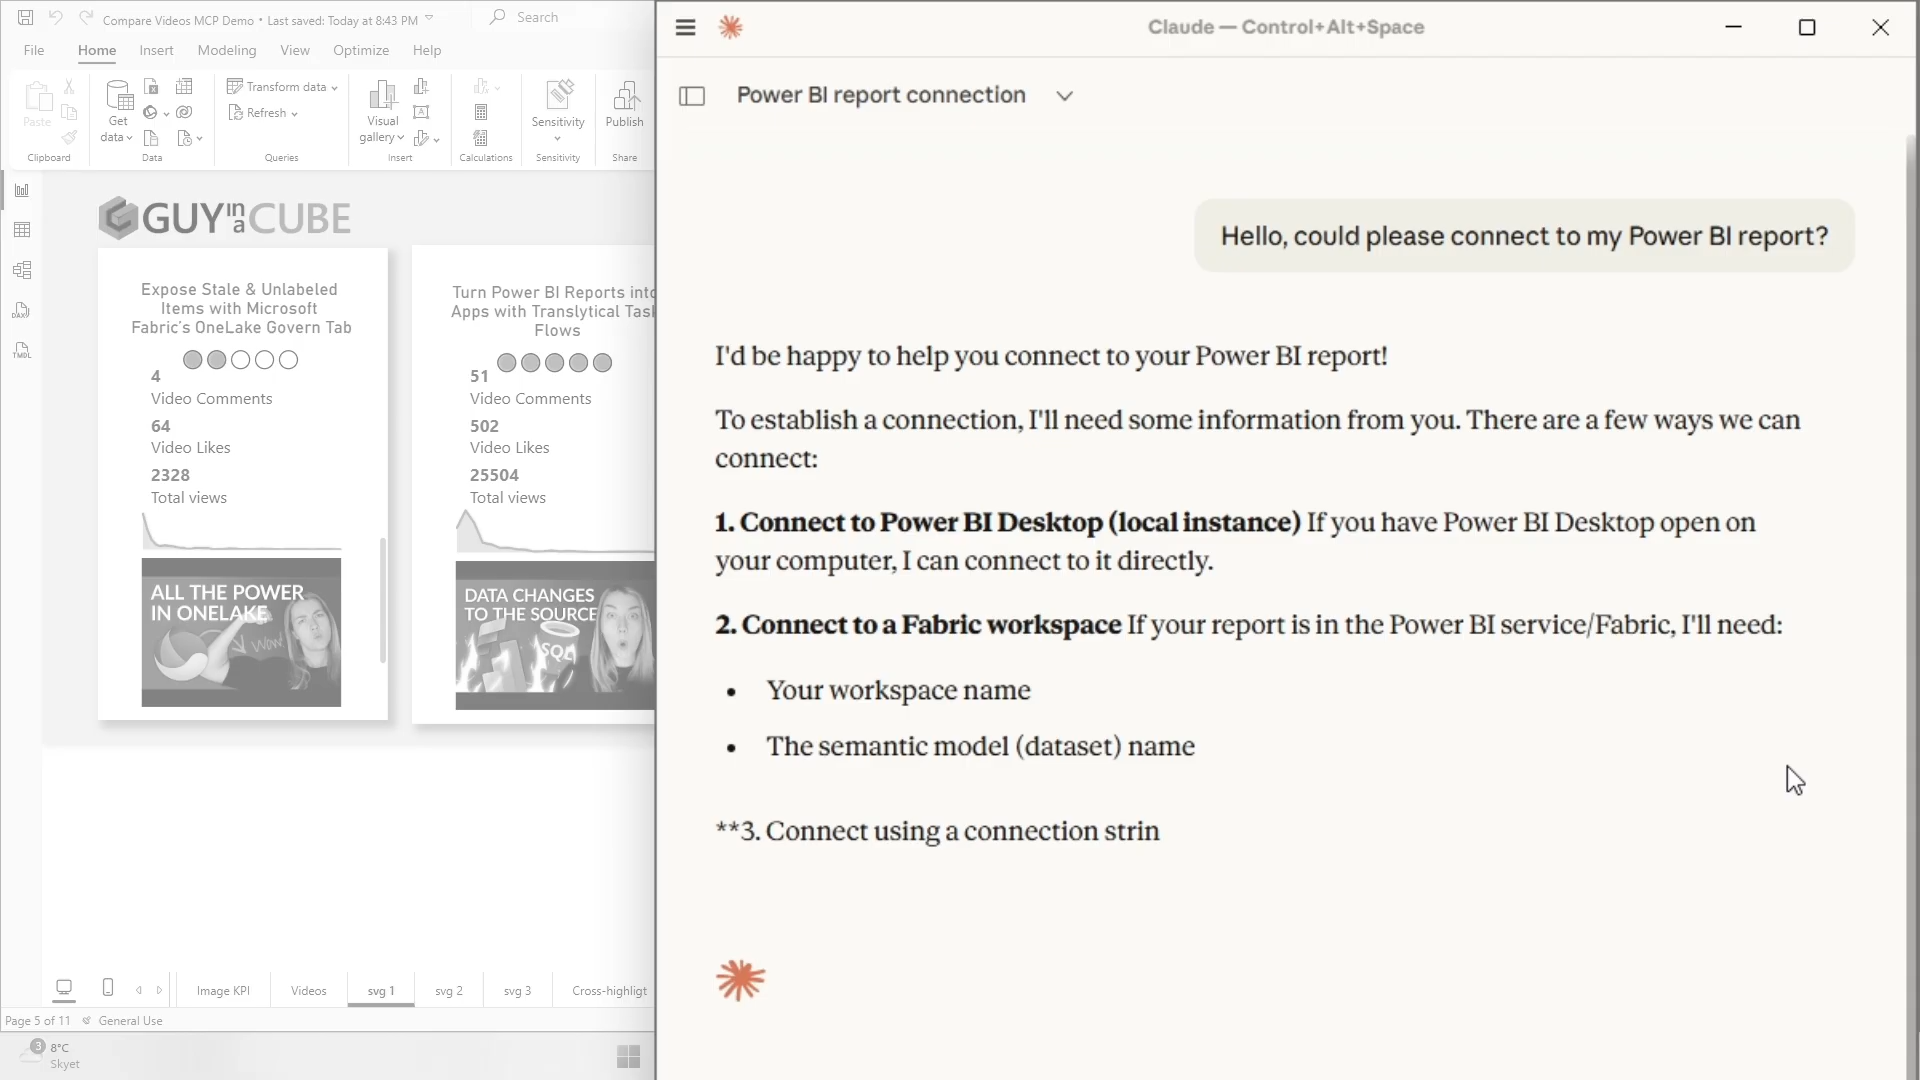 Compare Videos MCP Demo • Last saved: Today at 8:43 PM
Search
File Home Insert Modeling View Optimize Help
Paste
Clipboard
Get data
Data
Transform data
Refresh
Queries
Visual gallery
Insert
Calculations
Sensitivity
Sensitivity
Publish
Share
DAX
TMDL
GUY in a CUBE
Expose Stale & Unlabeled
Items with Microsoft
Fabric's OneLake Govern Tab
4
Video Comments
64
Video Likes
2328
Total views
ALL THE POWER
IN ONELAKE
WOW
Turn Power BI Reports into
Apps with Translytical Task
Flows
51
Video Comments
502
Video Likes
25504
Total views
DATA CHANGES
TO THE SOURCE
SQL
Image KPI Videos svg 1 svg 2 svg 3 Cross-highligt
Page 5 of 11 General Use
3
8°C
Skyet
Claude — Control+Alt+Space
Power BI report connection
Hello, could please connect to my Power BI report?
I'd be happy to help you connect to your Power BI report!
To establish a connection, I'll need some information from you. There are a few ways we can
connect:
1. Connect to Power BI Desktop (local instance) If you have Power BI Desktop open on
your computer, I can connect to it directly.
2. Connect to a Fabric workspace If your report is in the Power BI service/Fabric, I'll need:
• Your workspace name
• The semantic model (dataset) name
**3. Connect using a connection strin